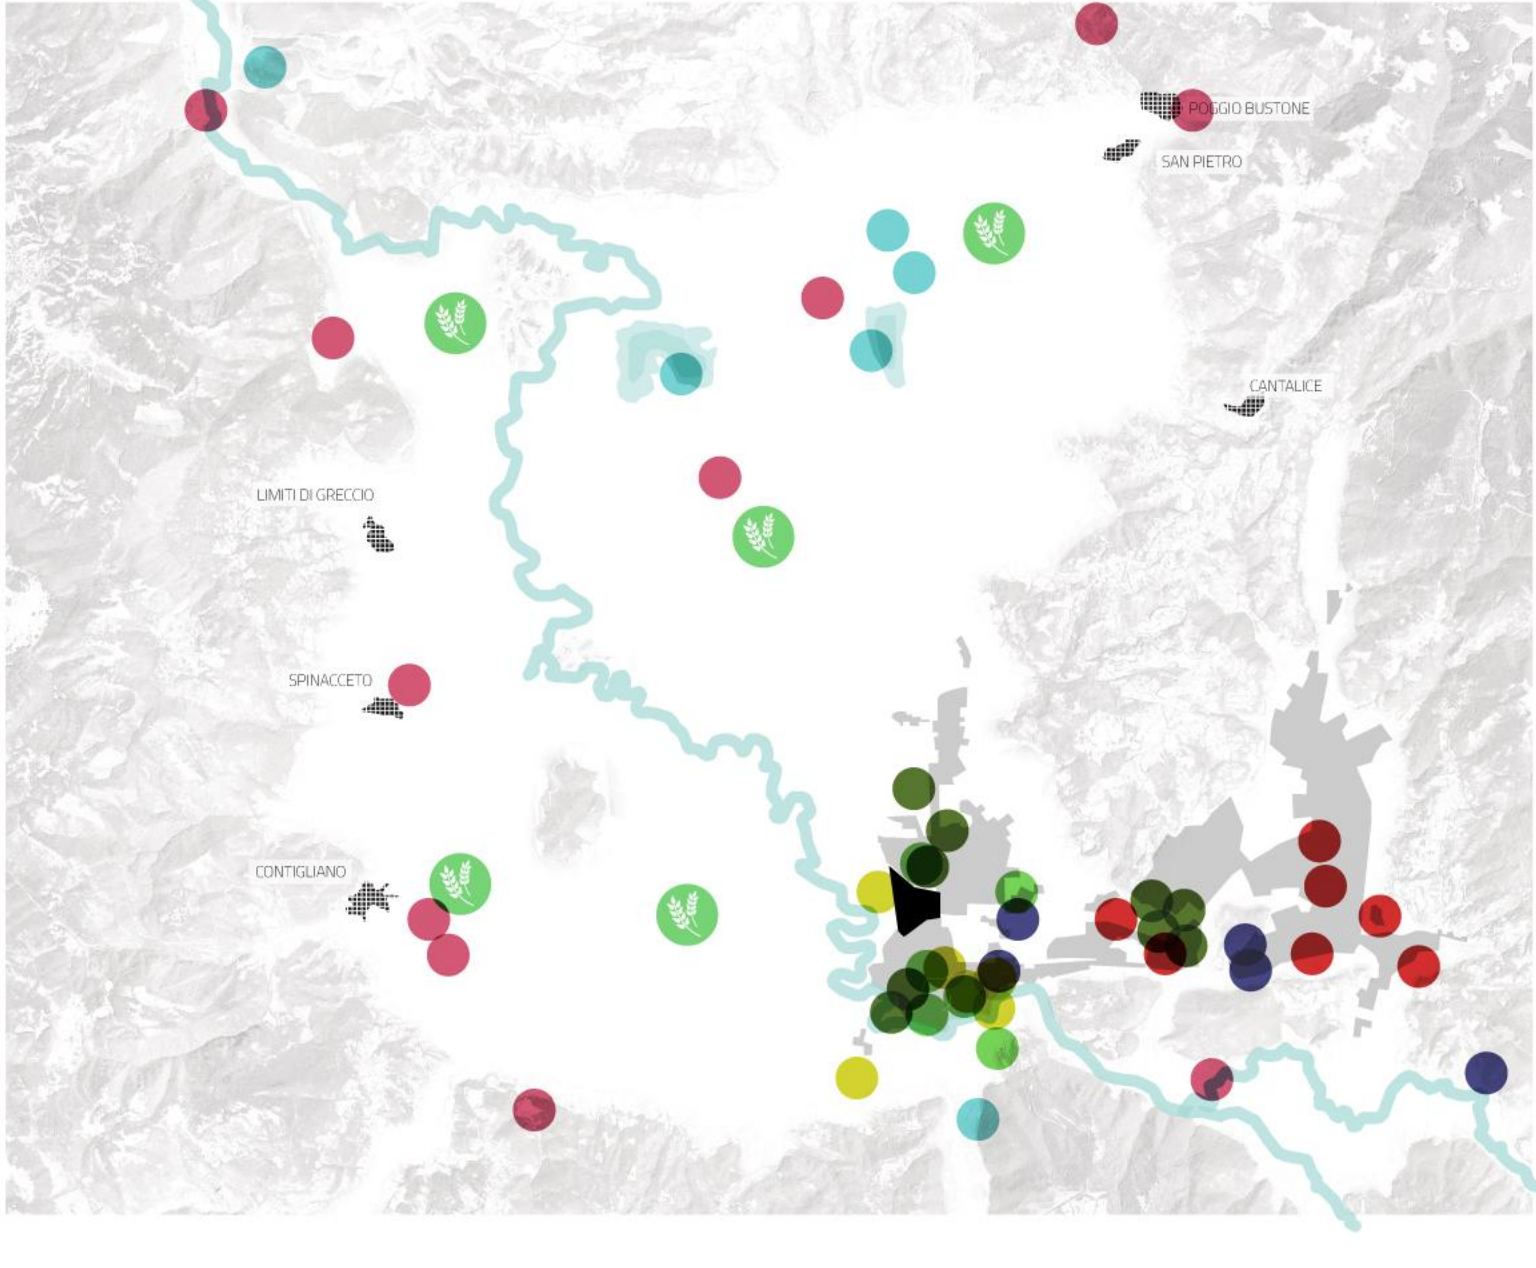 POGGIO BUSTONE
SAN PIETRO
CANTALICE
LIMITI DI GRECCIO
SPINACCETO
CONTIGLIANO